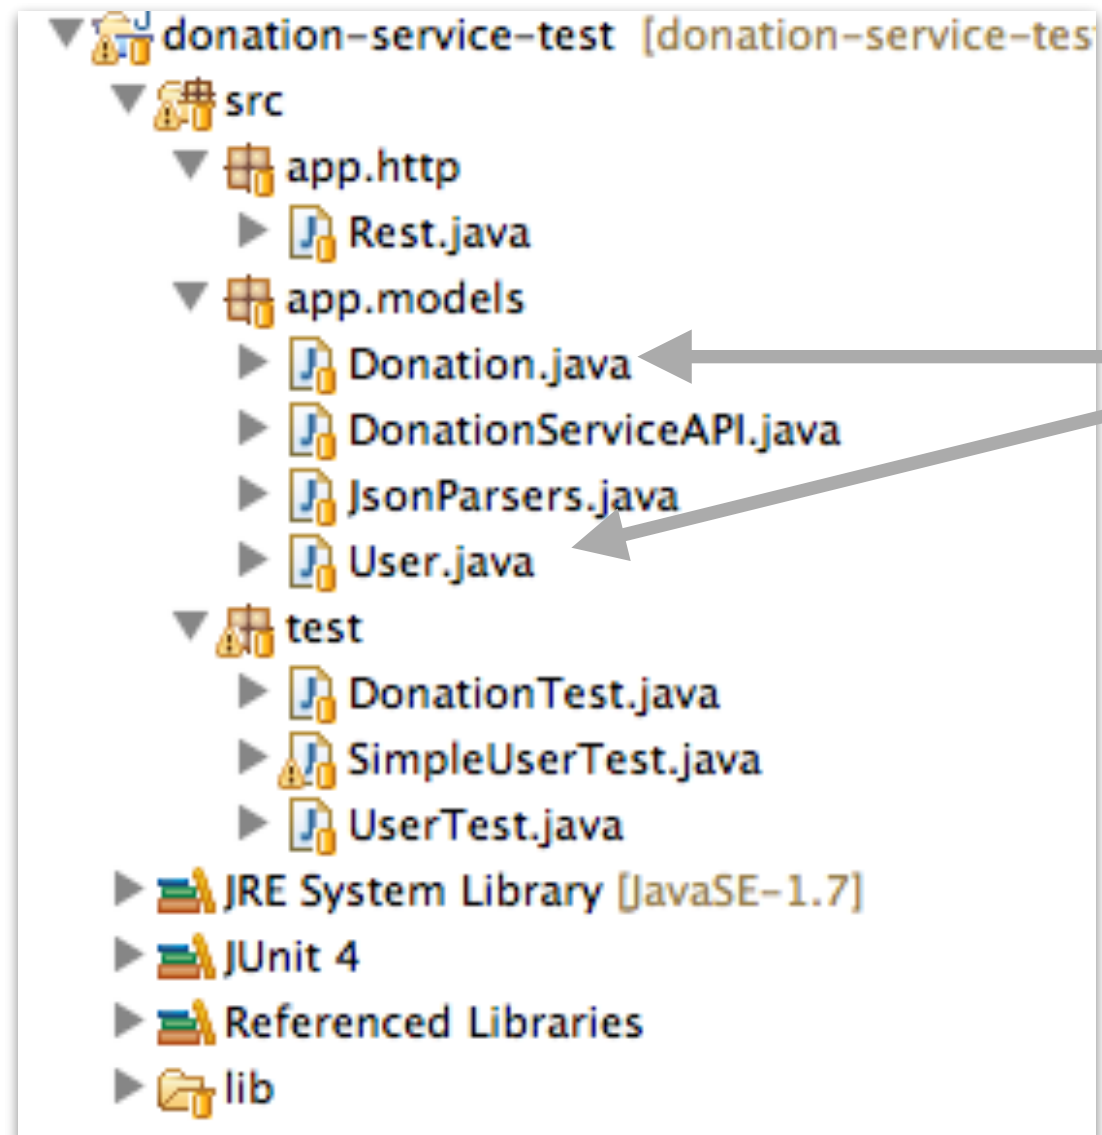 donation-service-test [donation-service-tes
src
app.http
Rest.java
app.models
Donation.java
DonationServiceAPI.java
JsonParsers.java
User.java
test
DonationTest.java
SimpleUserTest.java
UserTest.java
JRE System Library [JavaSE-1.7]
JUnit 4
Referenced Libraries
lib